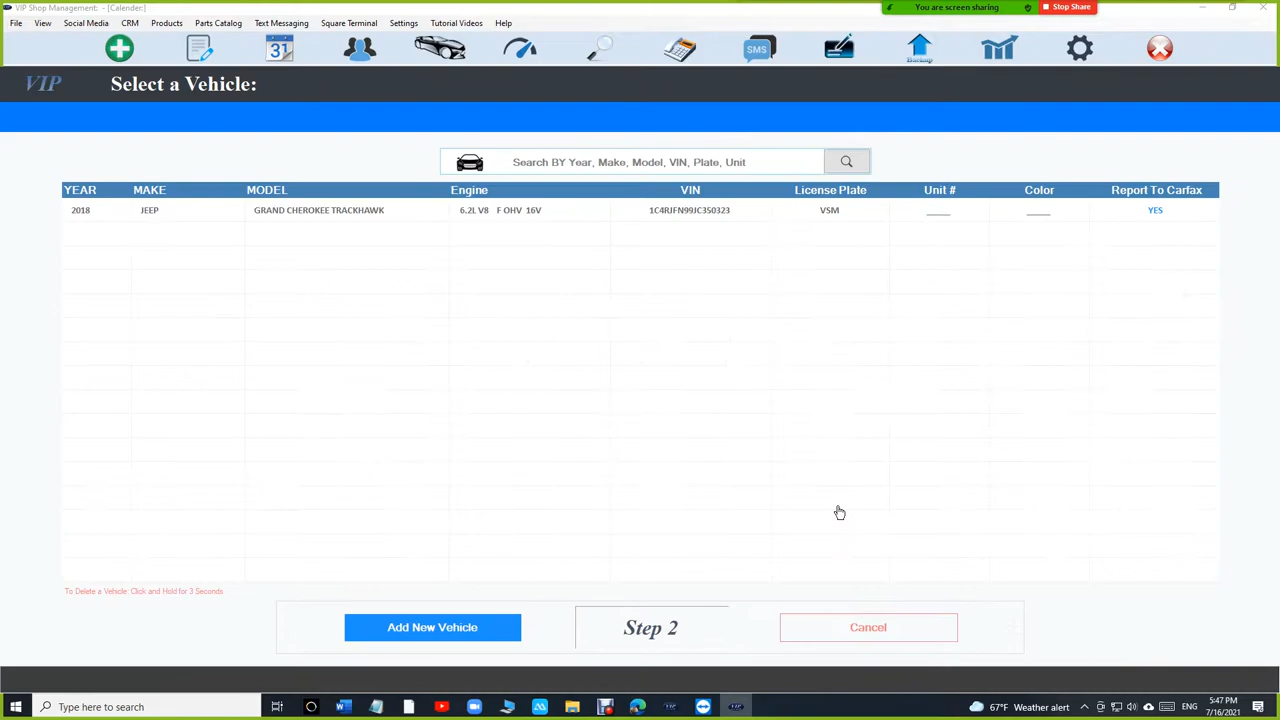 VIP Shop Management: - [Calender:]
You are screen sharing
Stop Share
File View Social Media CRM Products Parts Catalog Text Messaging Square Terminal Settings Tutorial Videos Help
31
SMS
Backup
VIP
Select a Vehicle:
Search BY Year, Make, Model, VIN, Plate, Unit
YEAR MAKE MODEL Engine VIN License Plate Unit # Color Report To Carfax
2018 JEEP GRAND CHEROKEE TRACKHAWK 6.2L V8 F OHV 16V 1C4RJFN99JC350323 VSM _____ _____ YES
To Delete a Vehicle: Click and Hold for 3 Seconds
Add New Vehicle
Step 2
Cancel
Type here to search
67°F Weather alert
ENG
5:47 PM
7/16/2021